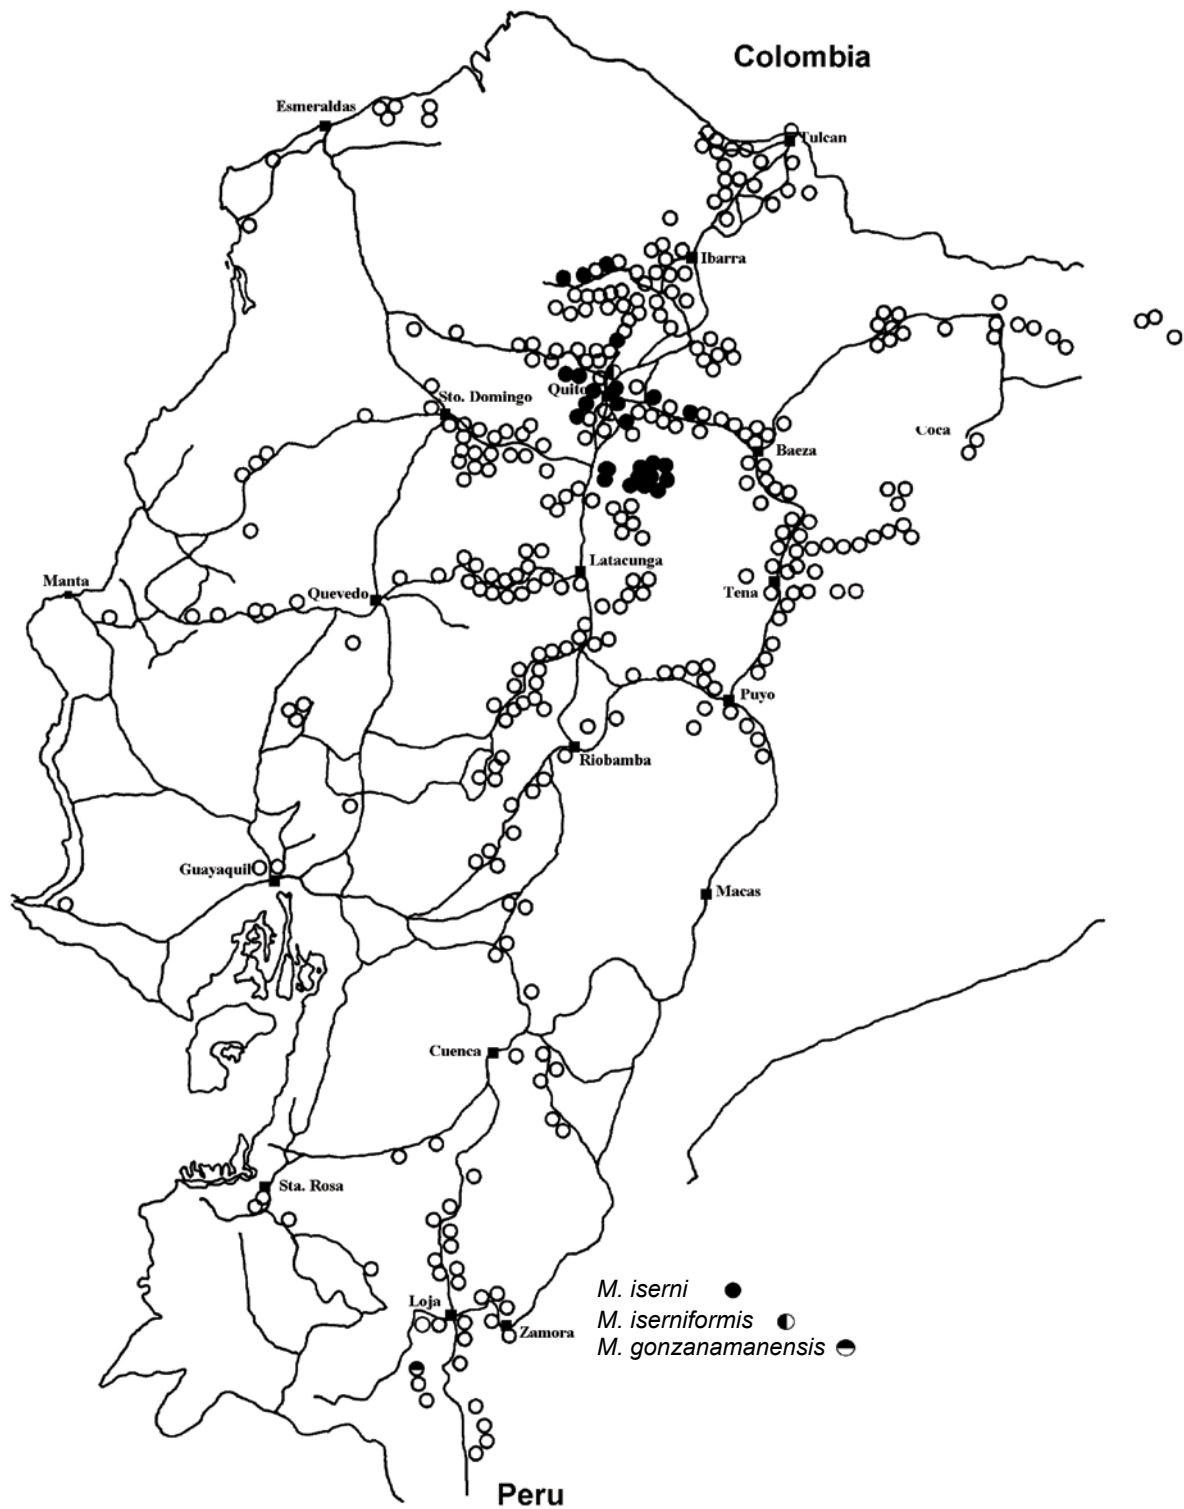 Colombia
Esmeraldas
Tulcan
Ibarra
Quito
Sto. Domingo
Coca
Baeza
Latacunga
Manta
Quevedo
Tena
Puyo
Riobamba
Guayaquil
Macas
Cuenca
Sta. Rosa
M. iserni
Loja
M. iserniformis
Zamora
M. gonzanamanensis
Peru